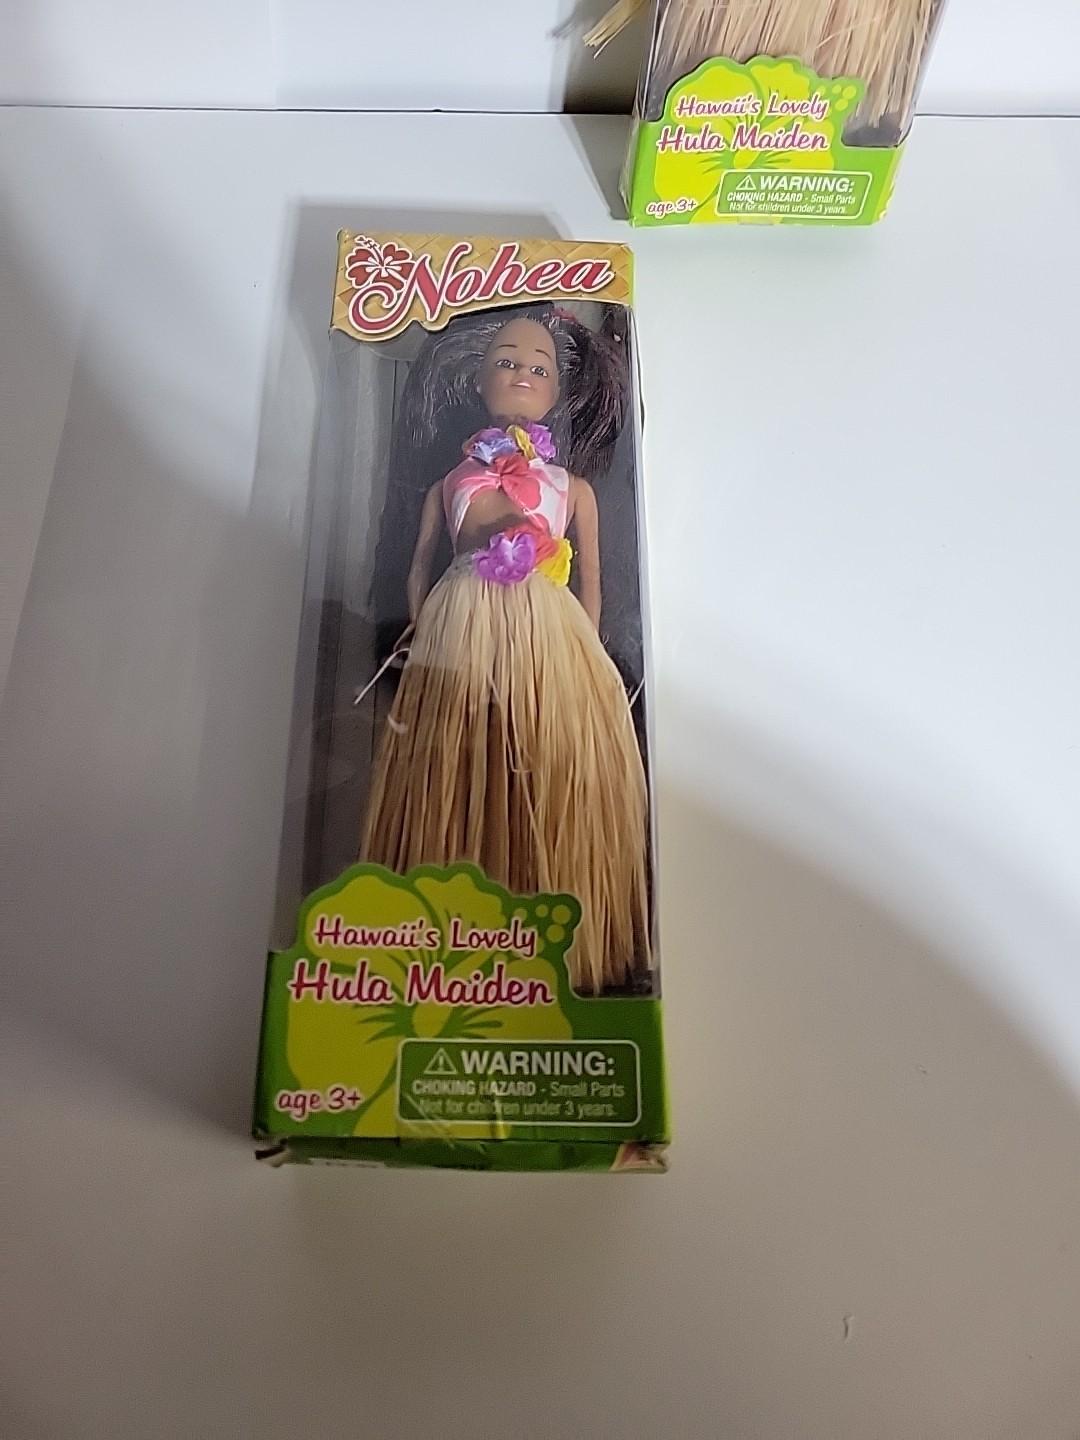 Hawaii's Lovely
Hula Maiden
age 3+
WARNING:
CHOKING HAZARD - Small Parts
Not for children under 3 years.
Nohea
Hawaii's Lovely
Hula Maiden
age 3+
WARNING:
CHOKING HAZARD - Small Parts
Not for children under 3 years.